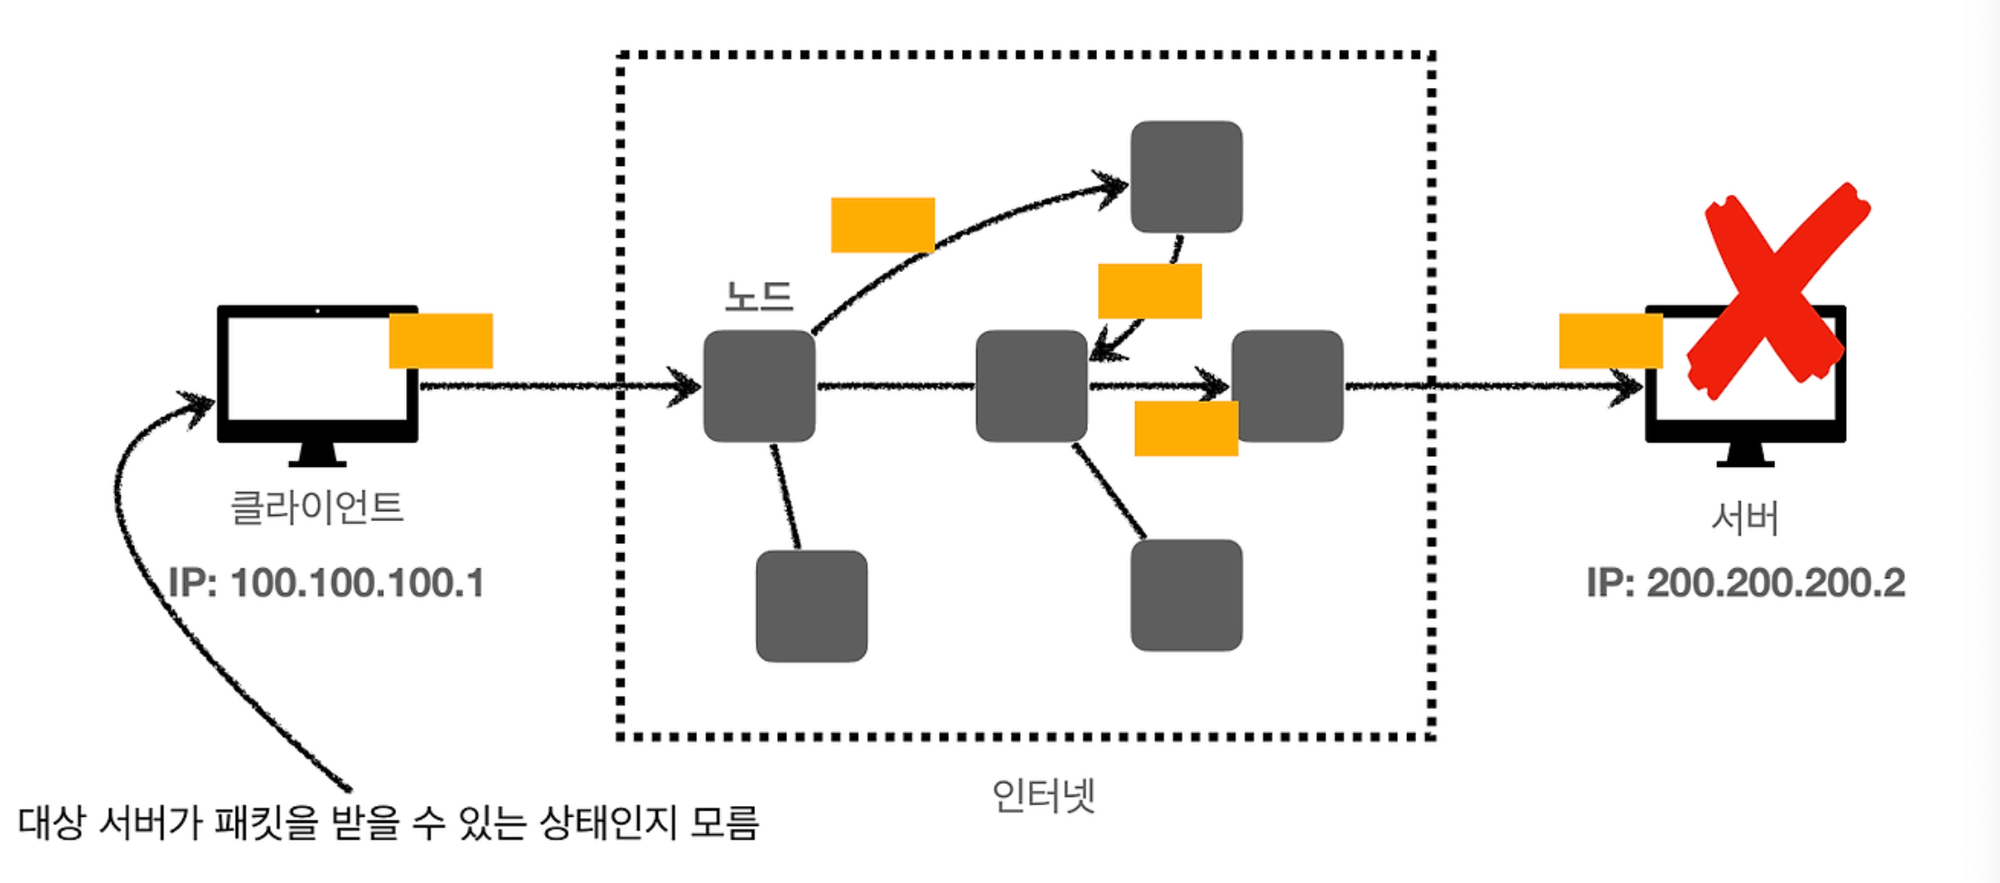 노드
클라이언트
IP: 100.100.100.1
서버
IP: 200.200.200.2
인터넷
대상 서버가 패킷을 받을 수 있는 상태인지 모름